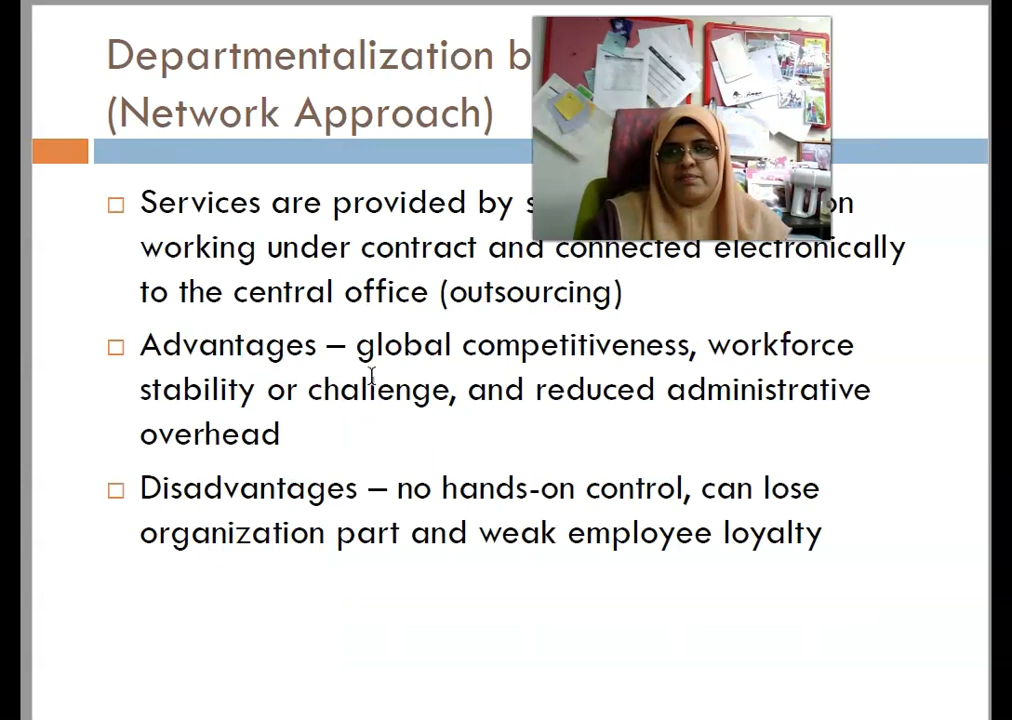 Departmentalization b
(Network Approach)
Services are provided by s on
working under contract and connected electronically
to the central office (outsourcing)
Advantages – global competitiveness, workforce
stability or challenge, and reduced administrative
overhead
Disadvantages – no hands-on control, can lose
organization part and weak employee loyalty